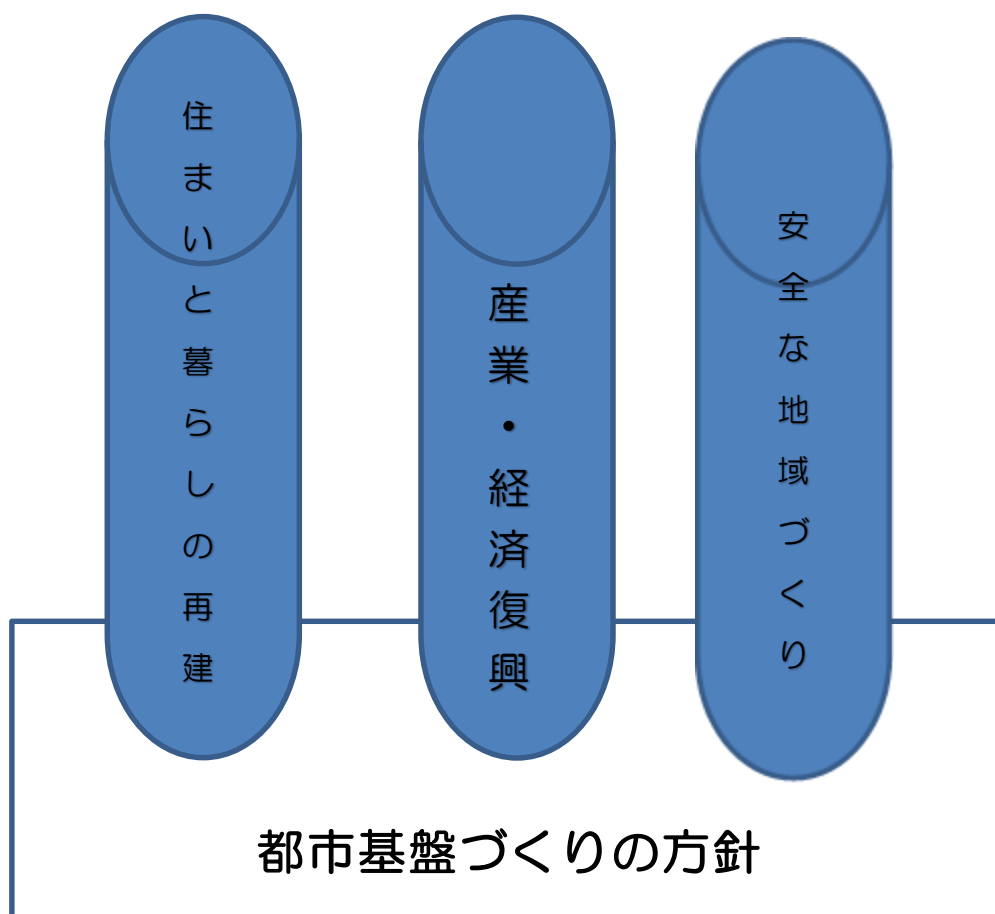 住まいと暮らしの再建
産業・経済復興
安全な地域づくり
都市基盤づくりの方針